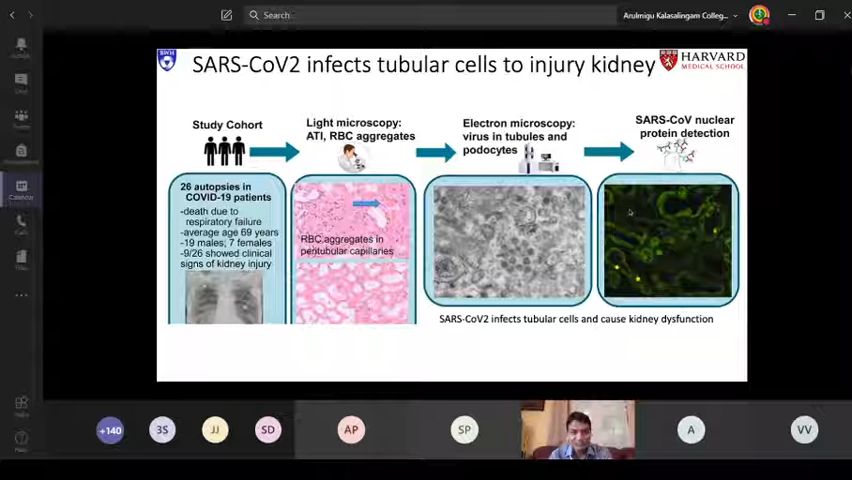 Search
Arulmigu Kalasalingam Colleg...
BWH
SARS-CoV2 infects tubular cells to injury kidney
HARVARD
MEDICAL SCHOOL
Study Cohort
Light microscopy:
ATI, RBC aggregates
Electron microscopy:
virus in tubules and
podocytes
SARS-CoV nuclear
protein detection
26 autopsies in
COVID-19 patients
-death due to
respiratory failure
-average age 69 years
-19 males; 7 females
-9/26 showed clinical
signs of kidney injury
RBC aggregates in
peritubular capillaries
SARS-CoV2 infects tubular cells and cause kidney dysfunction
Calendar
+140
3S
JJ
SD
AP
SP
A
VV